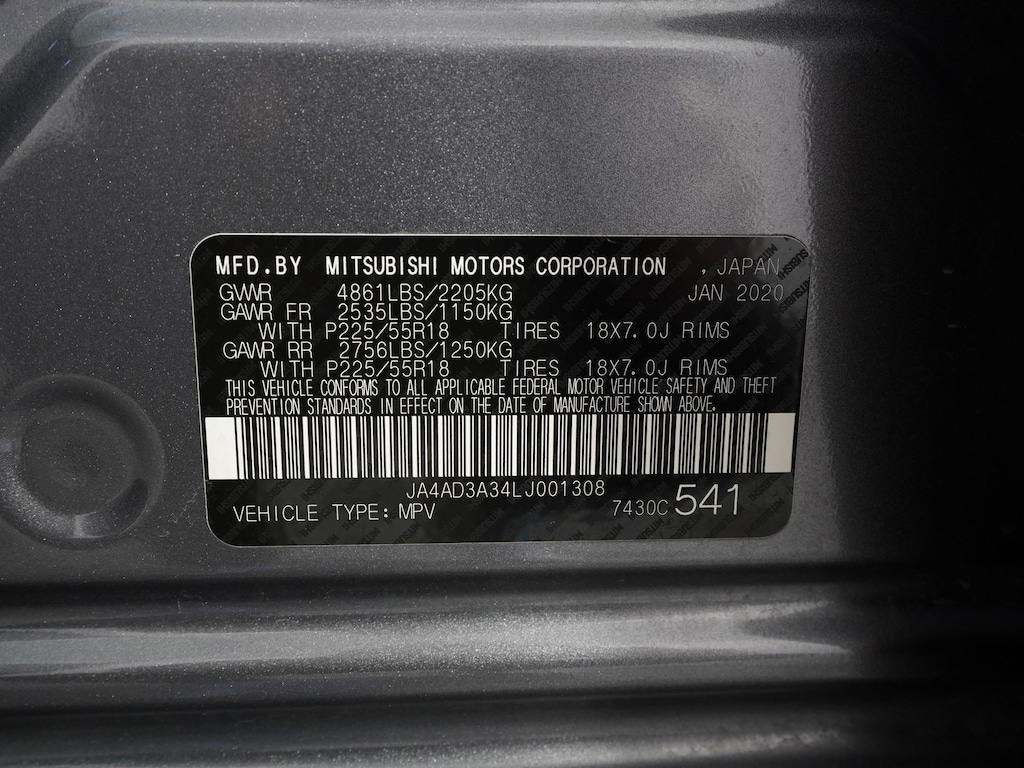 MFD.BY MITSUBISHI MOTORS CORPORATION , JAPAN
GVWR 4861LBS/2205KG JAN 2020
GAWR FR 2535LBS/1150KG
WITH P225/55R18 TIRES 18X7.0J RIMS
GAWR RR 2756LBS/1250KG
WITH P225/55R18 TIRES 18X7.0J RIMS
THIS VEHICLE CONFORMS TO ALL APPLICABLE FEDERAL MOTOR VEHICLE SAFETY AND THEFT
PREVENTION STANDARDS IN EFFECT ON THE DATE OF MANUFACTURE SHOWN ABOVE.
JA4AD3A34LJ001308
VEHICLE TYPE: MPV 7430C 541